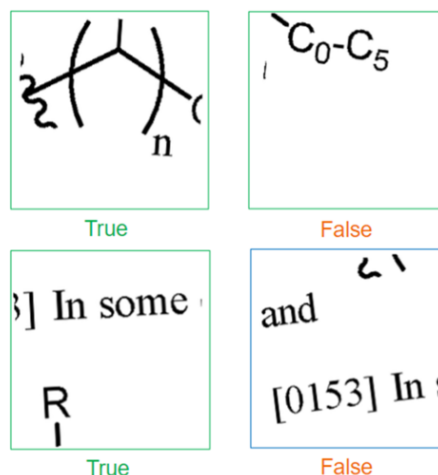 n
C₀-C₅
True
False
] In some
R
and
[0153] In
True
False